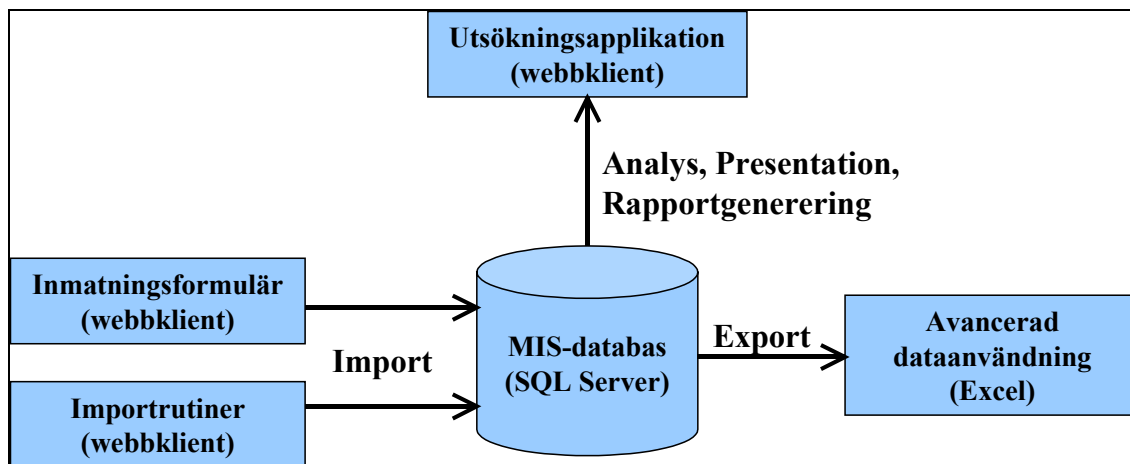 Utsökningsapplikation
(webbklient)
Analys, Presentation,
Rapportgenerering
Inmatningsformulär
(webbklient)
Import
Importrutiner
(webbklient)
MIS-databas
(SQL Server)
Export
Avancerad
dataanvändning
(Excel)